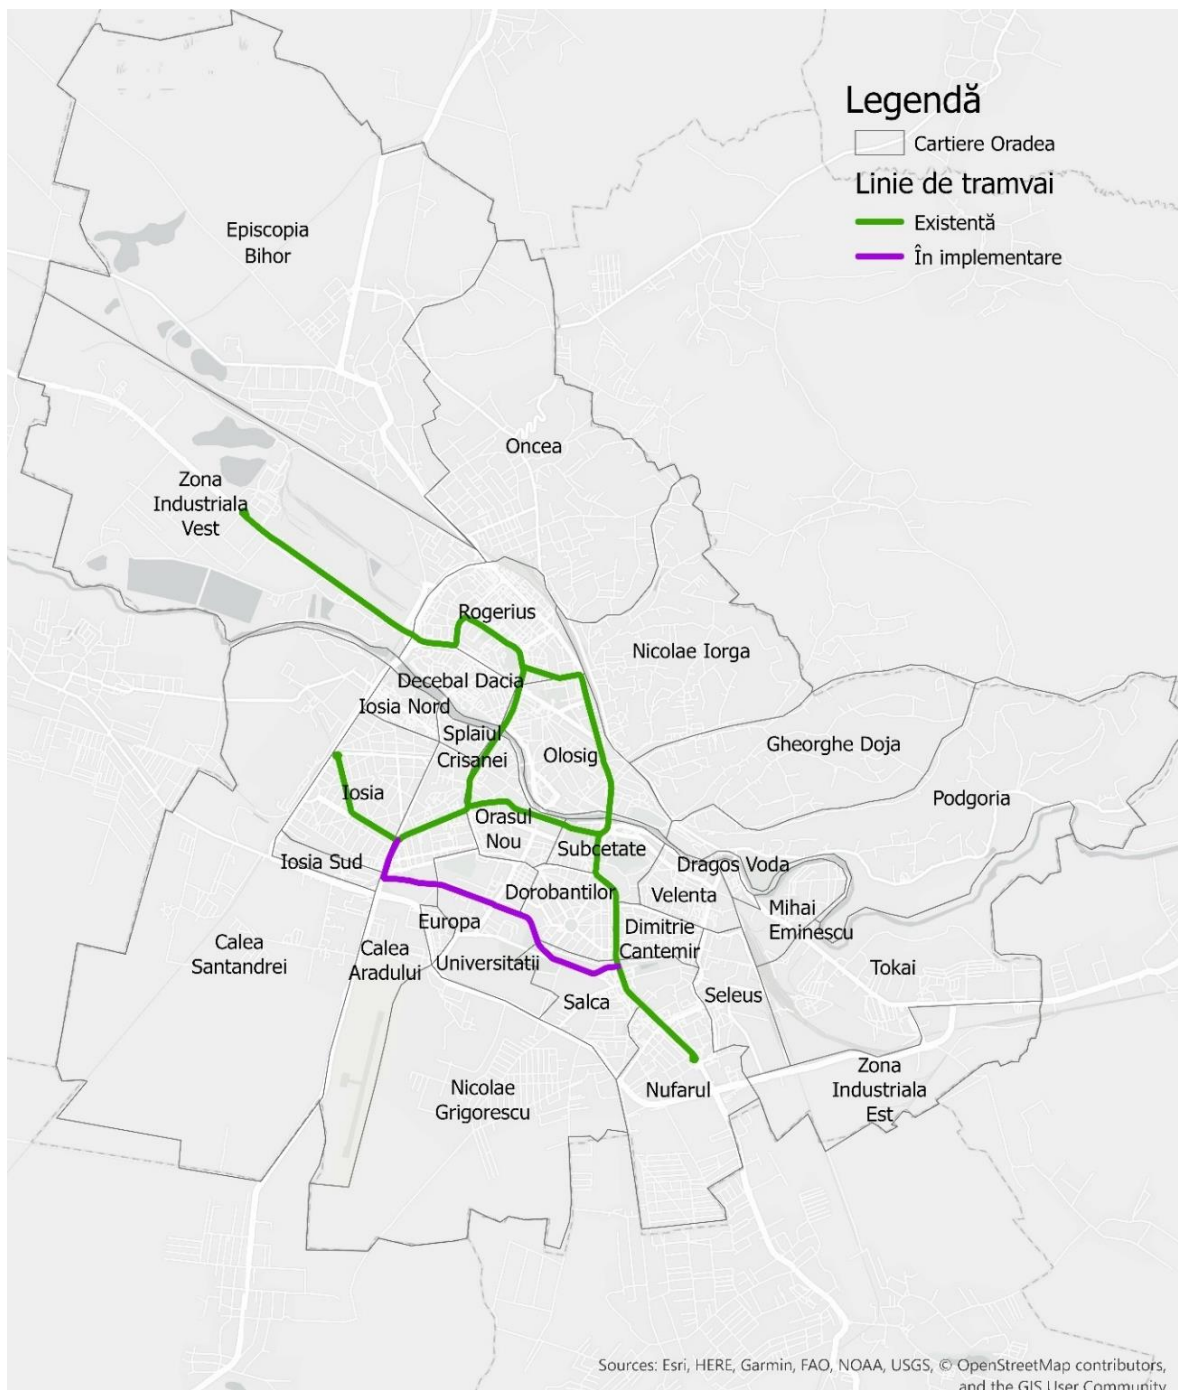 Legendă
Cartiere Oradea
Linie de tramvai
Existentă
În implementare
Episcopia
Bihor
Oncea
Zona
Industriala
Vest
Rogerius
Nicolae Iorga
Decebal Dacia
Iosia Nord
Splaiul
Crisanei
Olosig
Gheorghe Doja
Iosia
Podgoria
Orasul
Nou
Subcetate
Iosia Sud
Dragos Voda
Dorobantilor
Velenta
Mihai
Eminescu
Europa
Dimitrie
Cantemir
Calea
Santandrei
Calea
Aradului
Universitatii
Tokai
Salca
Seleus
Nicolae
Grigorescu
Nufarul
Zona
Industriala
Est
Sources: Esri, HERE, Garmin, FAO, NOAA, USGS, © OpenStreetMap contributors,
and the GIS User Community